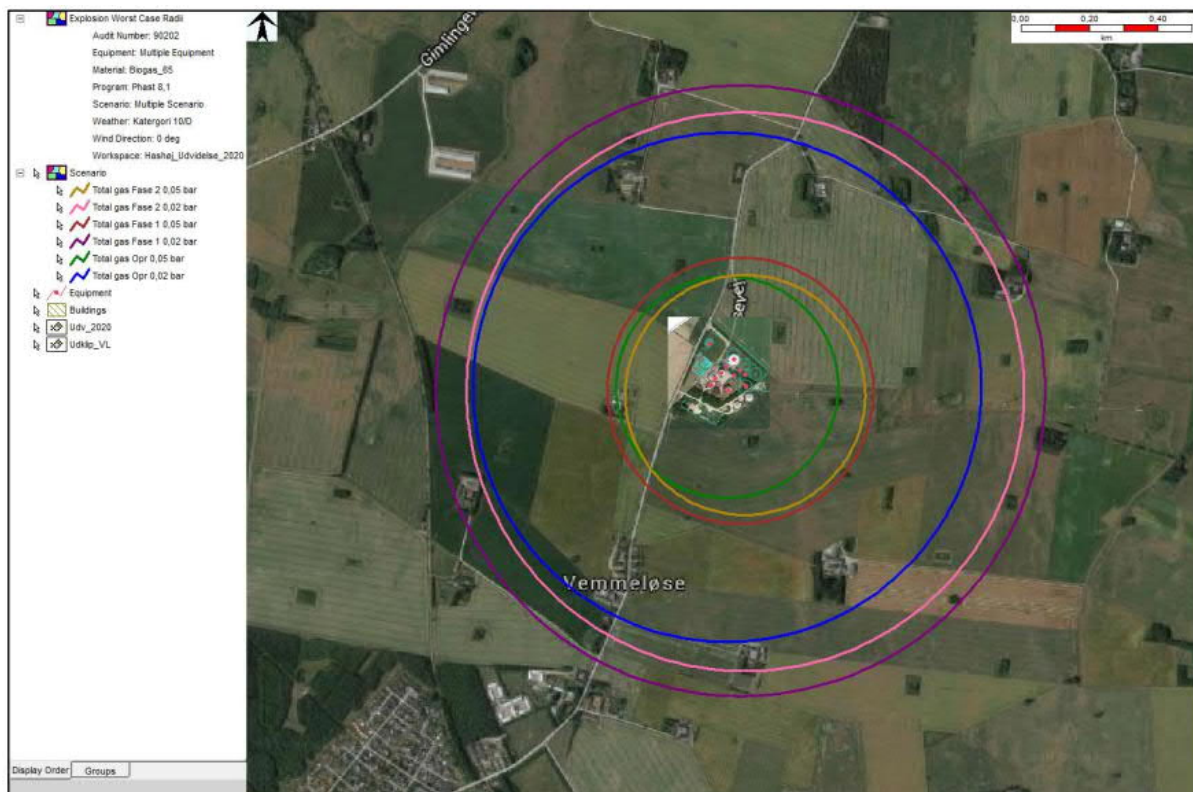 Explosion Worst Case Radii
Audit Number: 90202
Equipment: Multiple Equipment
Material: Biogas_65
Program: Phast 8,1
Scenario: Multiple Scenario
Weather: Katergori 10/D
Wind Direction: 0 deg
Workspace: Hashøj_Udvidelse_2020
Scenario
Total gas Fase 2 0,05 bar
Total gas Fase 2 0,02 bar
Total gas Fase 1 0,05 bar
Total gas Fase 1 0,02 bar
Total gas Opr 0,05 bar
Total gas Opr 0,02 bar
Equipment
Buildings
Udv_2020
Udklip_VL
Display Order Groups
0,00 0,20 0,40
km
Vemmeløse